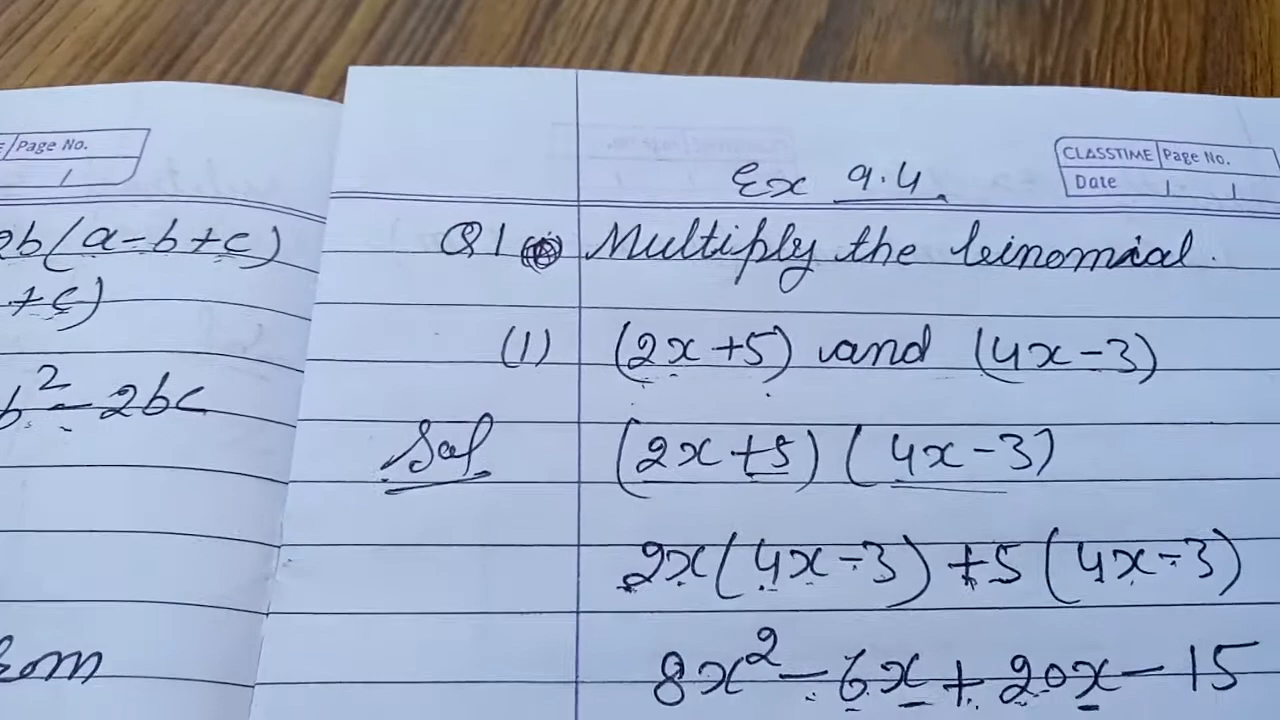 E/Page No.
2b(a-b+c)
+c)
b²-2bc
rom
CLASSTIME Page No.
Date
Ex 9.4.
Q1 Multiply the binomial.
(1) (2x+5) and (4x-3)
Sol (2x+5)(4x-3)
2x(4x-3)+5(4x-3)
8x²-6x+20x-15